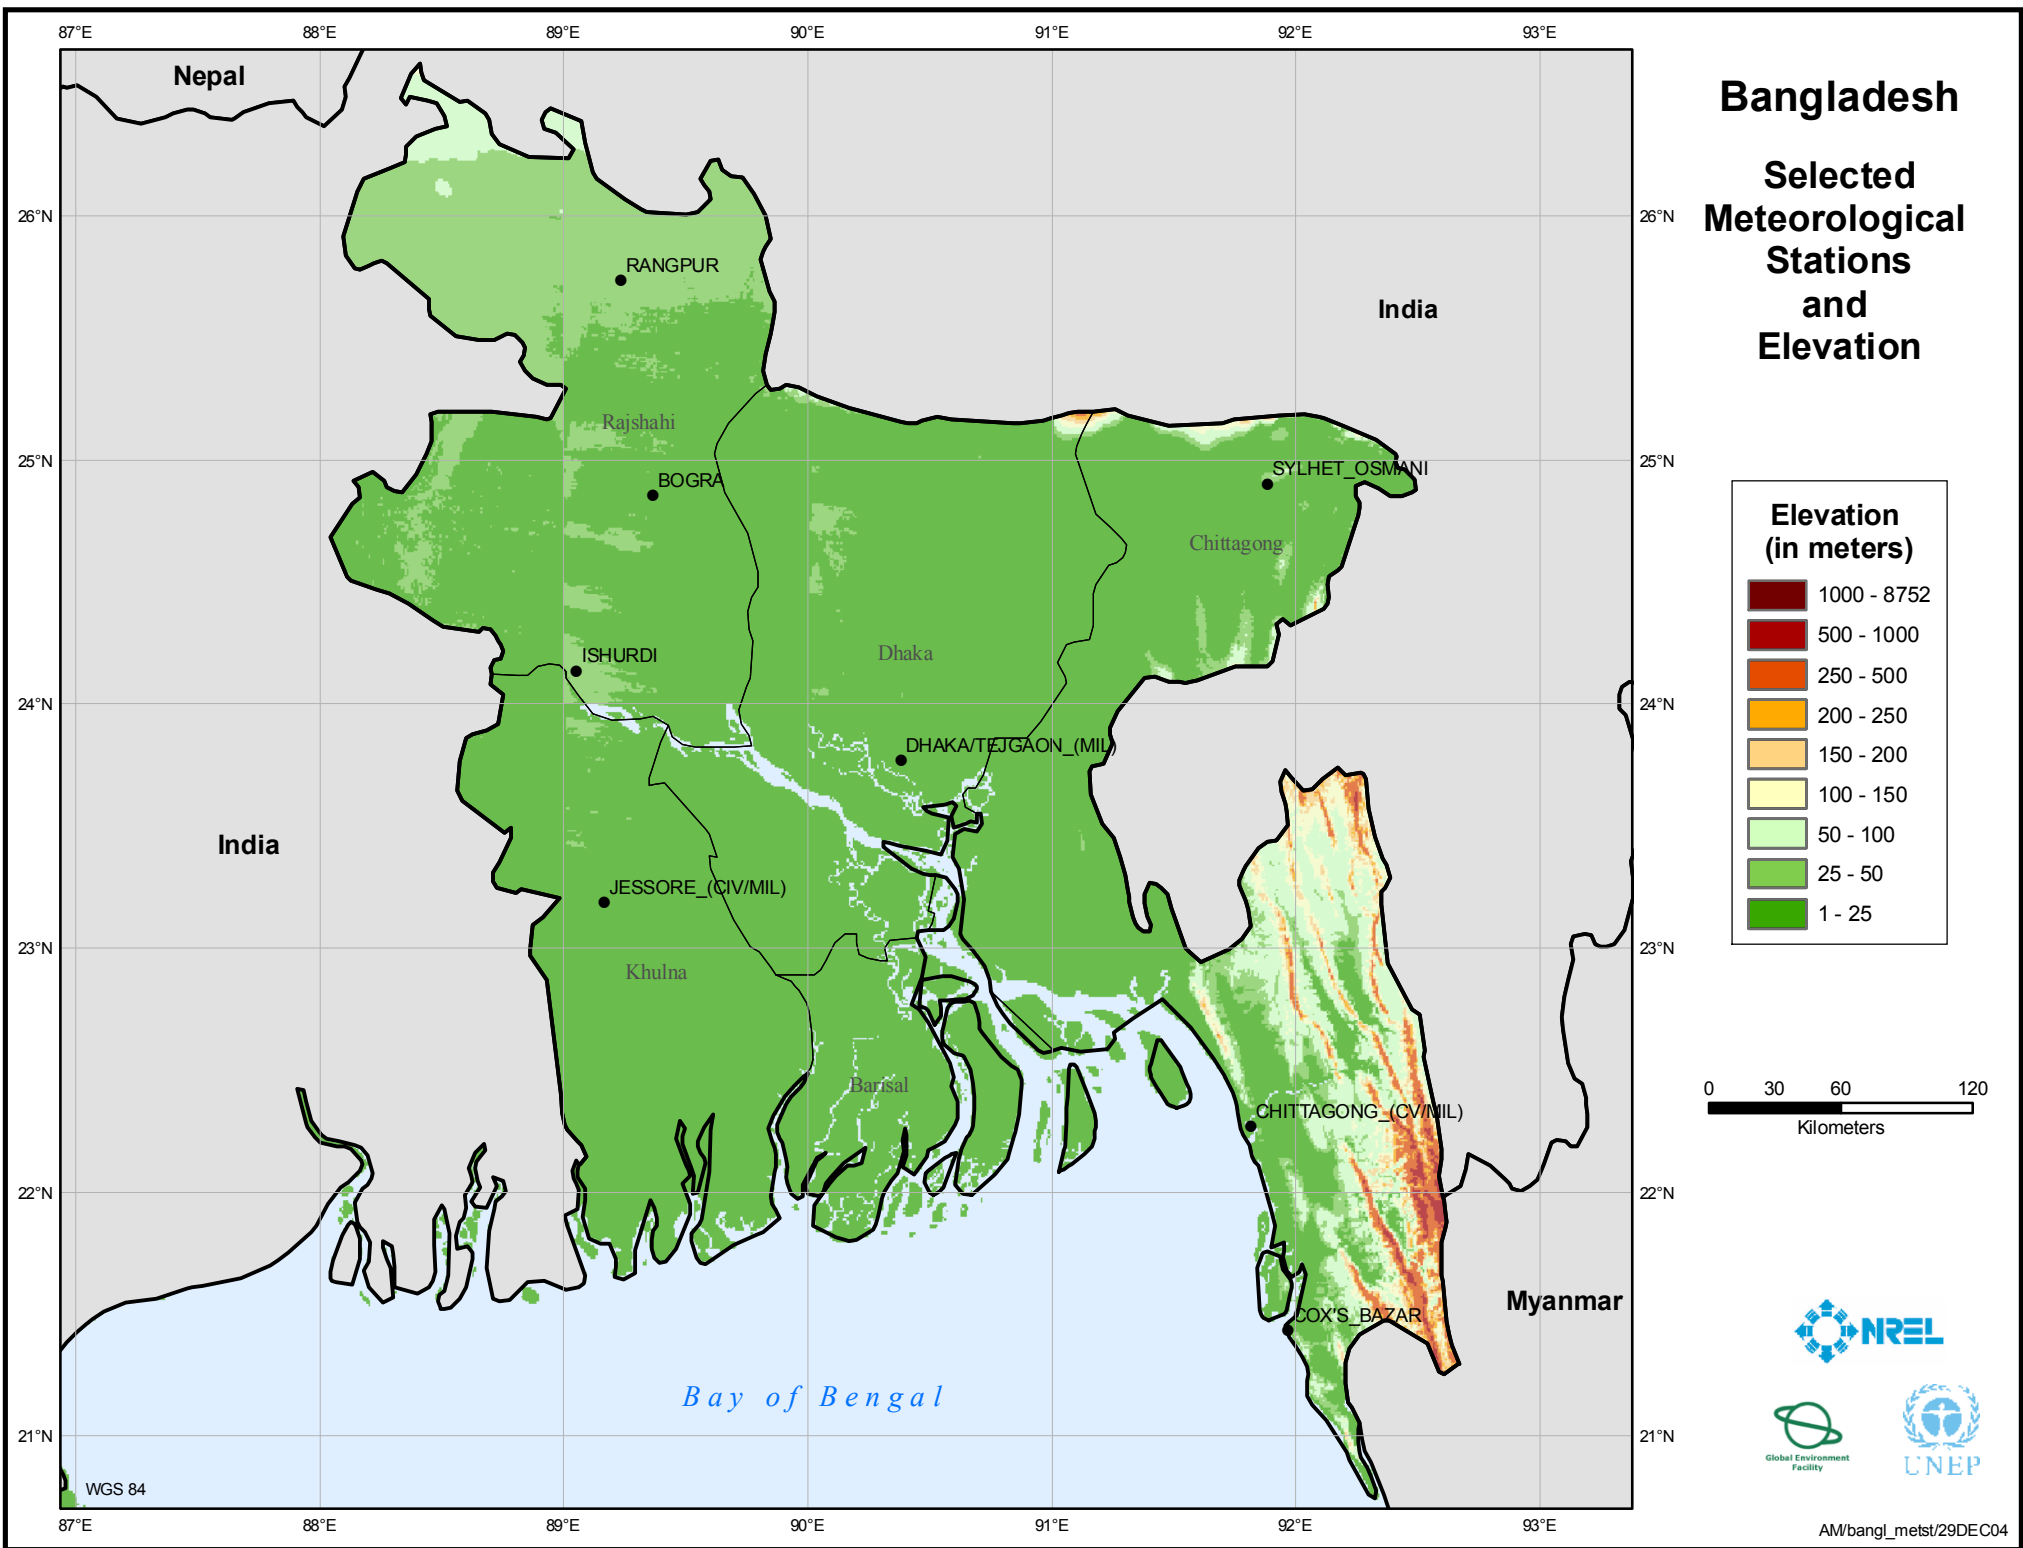 87°E 88°E 89°E 90°E 91°E 92°E 93°E
Bangladesh
Selected
Meteorological
Stations
and
Elevation
Nepal
26°N
26°N
RANGPUR
India
Rajshahi
25°N
25°N
BOGRA
SYLHET_OSMANI
Chittagong
Elevation
(in meters)
1000 - 8752
500 - 1000
250 - 500
200 - 250
150 - 200
100 - 150
50 - 100
25 - 50
1 - 25
ISHURDI
Dhaka
24°N
24°N
DHAKA/TEJGAON_(MIL)
India
JESSORE_(CIV/MIL)
23°N
23°N
Khulna
Barisal
CHITTAGONG_(CV/MIL)
0 30 60 120
Kilometers
22°N
22°N
Myanmar
COX'S_BAZAR
NREL
Bay of Bengal
21°N
21°N
Global Environment
Facility
UNEP
WGS 84
87°E 88°E 89°E 90°E 91°E 92°E 93°E
AM/bangl_metst/29DEC04